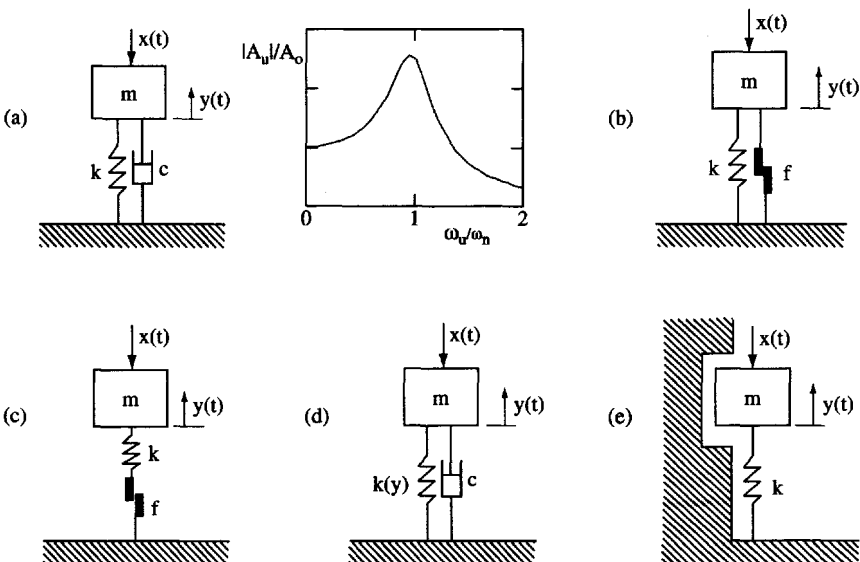 (a)
x(t)
m
y(t)
k
c
|A_u|/A_o
0
1
2
ω_u/ω_n
(b)
x(t)
m
y(t)
k
f
(c)
x(t)
m
y(t)
k
f
(d)
x(t)
m
y(t)
k(y)
c
(e)
x(t)
m
y(t)
k